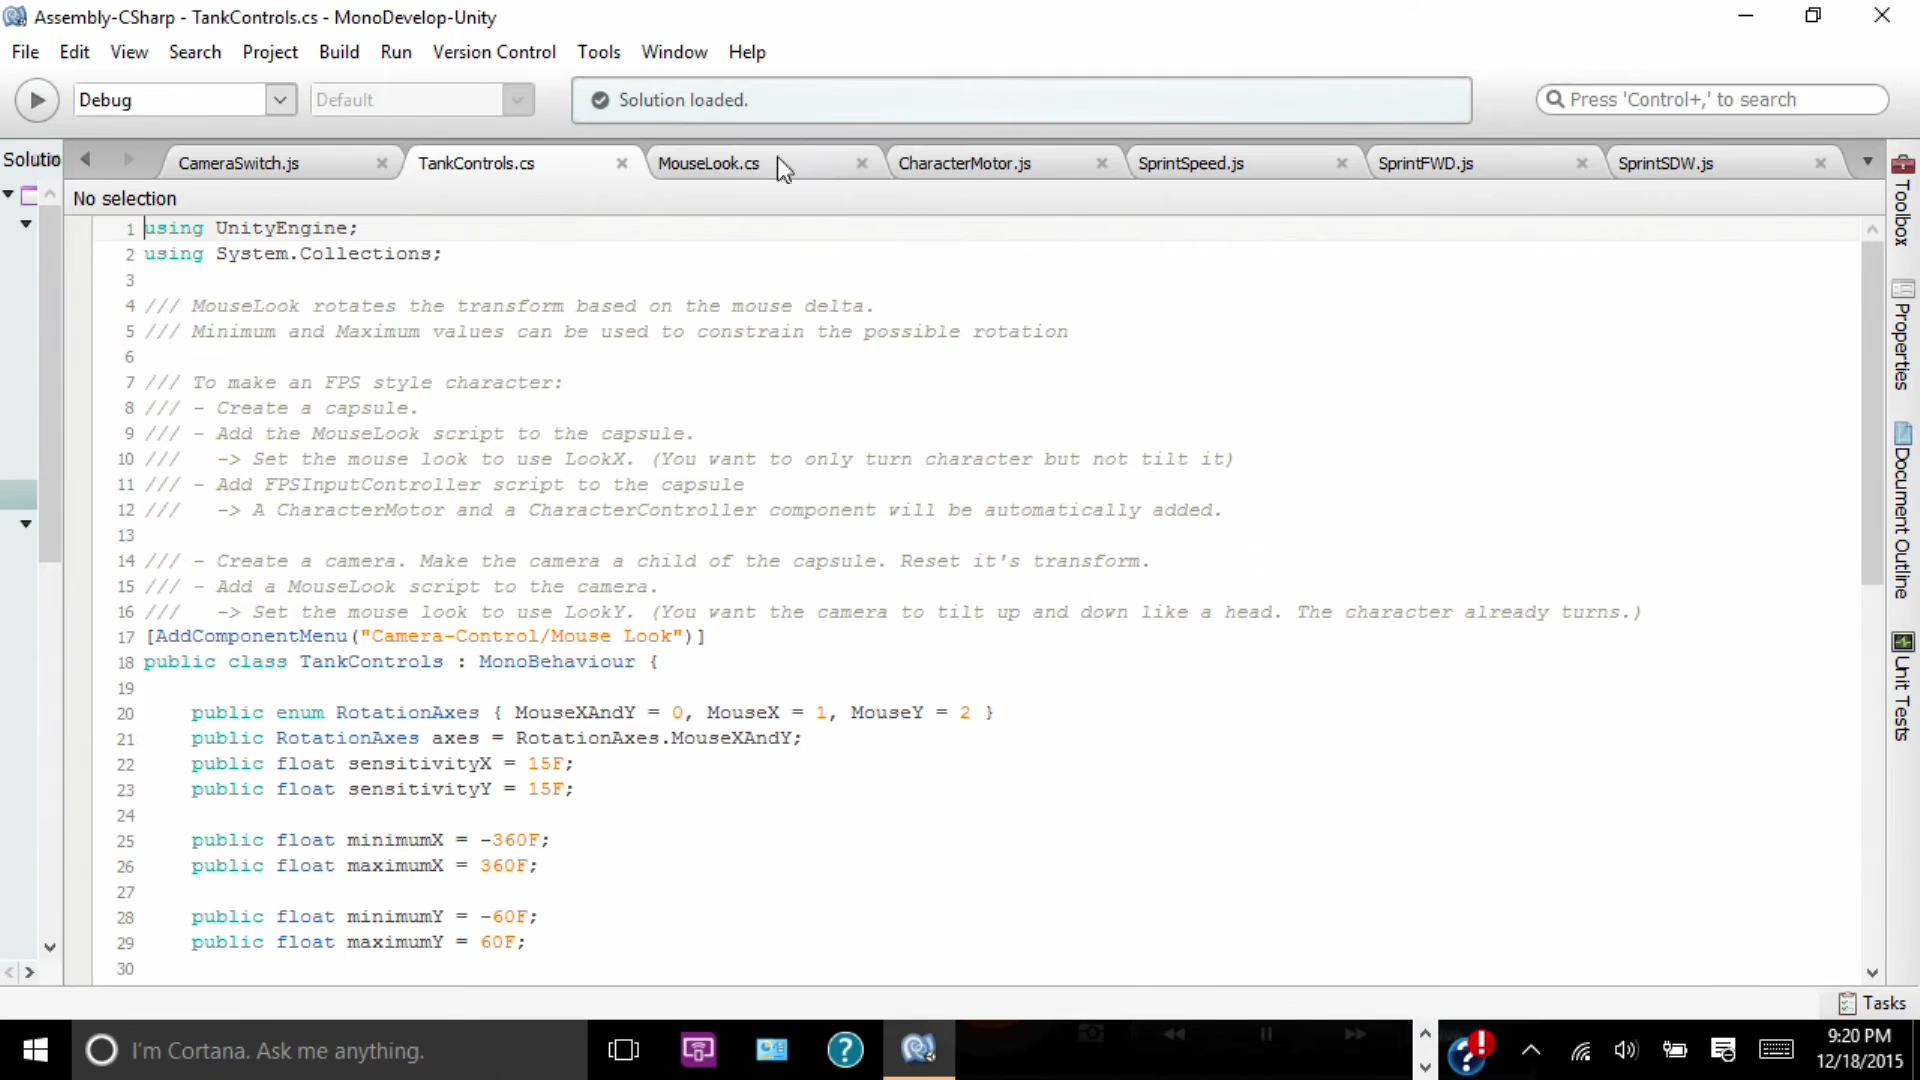 Assembly-CSharp - TankControls.cs - MonoDevelop-Unity
File Edit View Search Project Build Run Version Control Tools Window Help
Debug Default Solution loaded. Press 'Control+,' to search
Solutio CameraSwitch.js TankControls.cs MouseLook.cs CharacterMotor.js SprintSpeed.js SprintFWD.js SprintSDW.js
No selection
1 using UnityEngine;
2 using System.Collections;
3
4 /// MouseLook rotates the transform based on the mouse delta.
5 /// Minimum and Maximum values can be used to constrain the possible rotation
6
7 /// To make an FPS style character:
8 /// - Create a capsule.
9 /// - Add the MouseLook script to the capsule.
10 ///   -> Set the mouse look to use LookX. (You want to only turn character but not tilt it)
11 /// - Add FPSInputController script to the capsule
12 ///   -> A CharacterMotor and a CharacterController component will be automatically added.
13
14 /// - Create a camera. Make the camera a child of the capsule. Reset it's transform.
15 /// - Add a MouseLook script to the camera.
16 ///   -> Set the mouse look to use LookY. (You want the camera to tilt up and down like a head. The character already turns.)
17 [AddComponentMenu("Camera-Control/Mouse Look")]
18 public class TankControls : MonoBehaviour {
19
20     public enum RotationAxes { MouseXAndY = 0, MouseX = 1, MouseY = 2 }
21     public RotationAxes axes = RotationAxes.MouseXAndY;
22     public float sensitivityX = 15F;
23     public float sensitivityY = 15F;
24
25     public float minimumX = -360F;
26     public float maximumX = 360F;
27
28     public float minimumY = -60F;
29     public float maximumY = 60F;
30
Toolbox
Properties
Document Outline
Unit Tests
Tasks
I'm Cortana. Ask me anything.
9:20 PM
12/18/2015